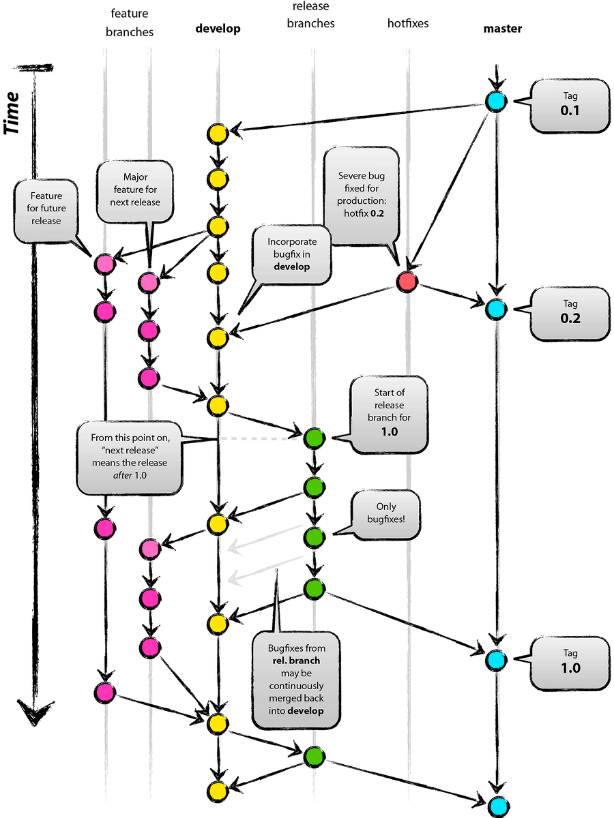 feature
branches
develop
release
branches
hotfixes
master
Time
Tag
0.1
Major
feature for
next release
Feature
for future
release
Severe bug
fixed for
production:
hotfix 0.2
Incorporate
bugfix in
develop
Tag
0.2
Start of
release
branch for
1.0
From this point on,
“next release”
means the release
after 1.0
Only
bugfixes!
Bugfixes from
rel. branch
may be
continuously
merged back
into develop
Tag
1.0